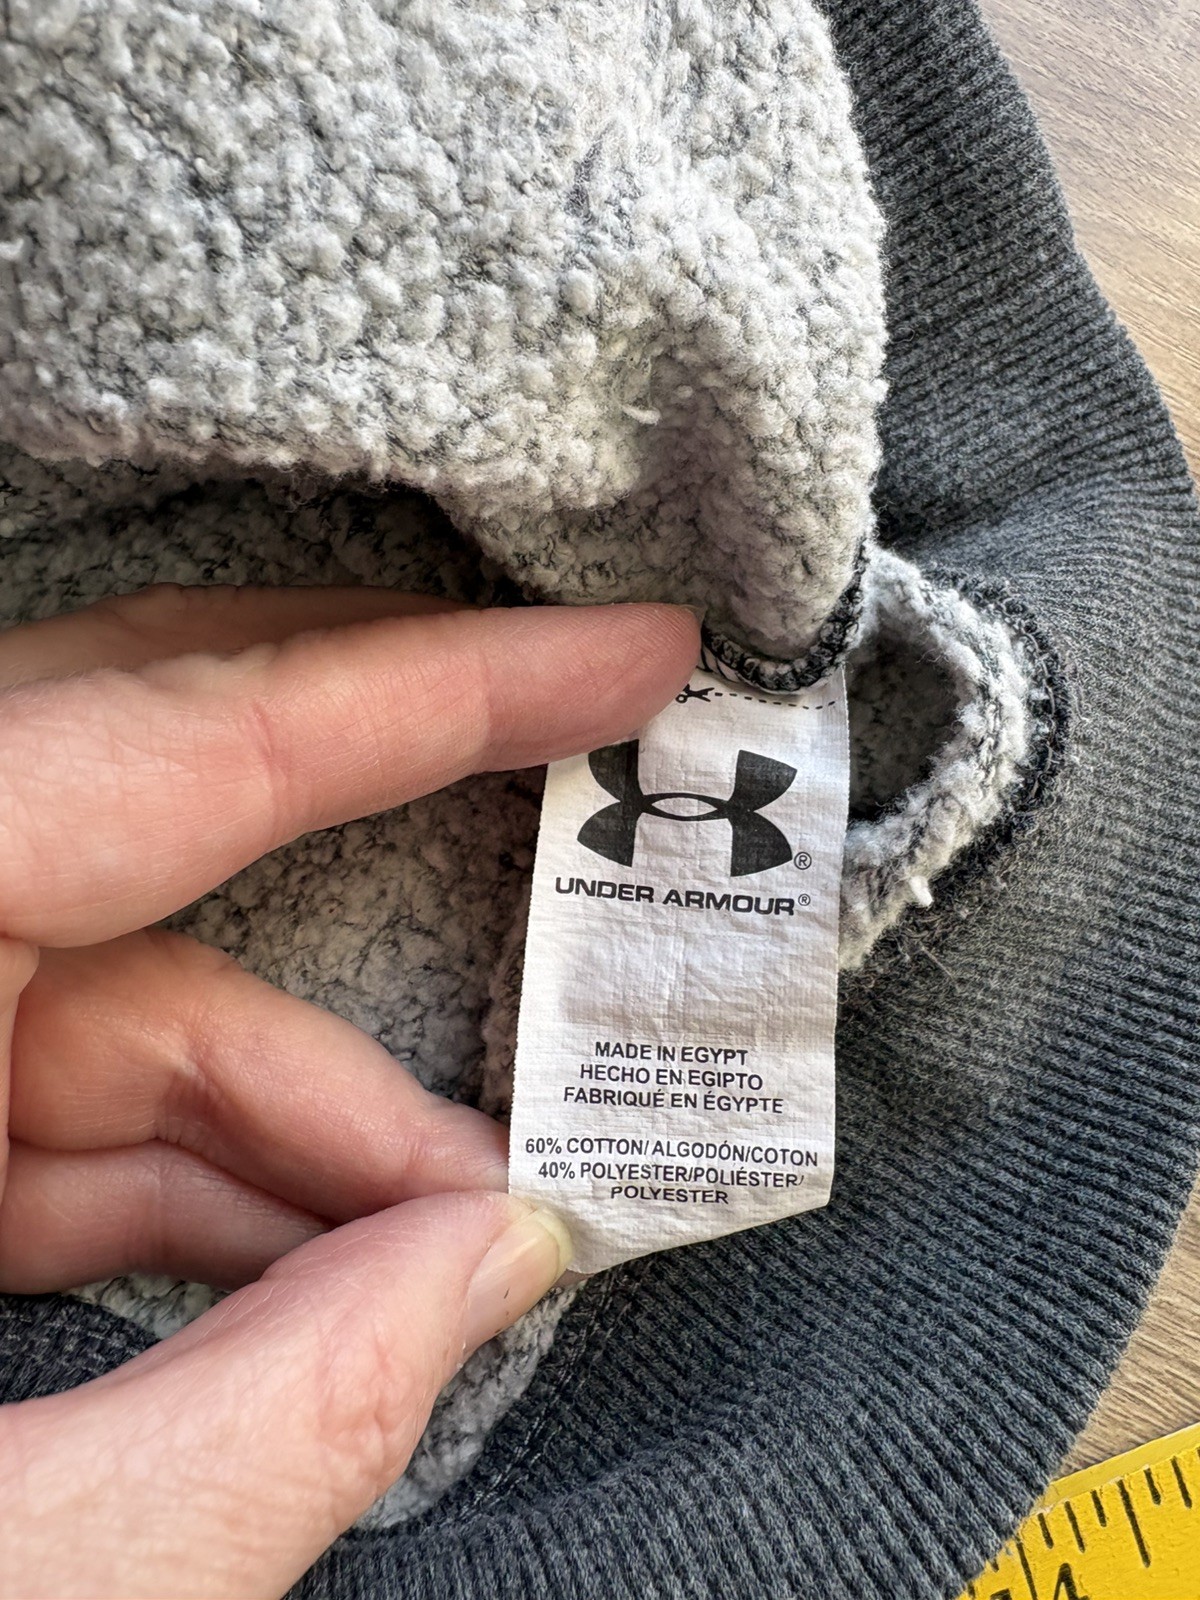 UNDER ARMOUR®
MADE IN EGYPT
HECHO EN EGIPTO
FABRIQUÉ EN ÉGYPTE
60% COTTON/ ALGODÓN/COTON
40% POLYESTER/POLIÉSTER/
POLYESTER